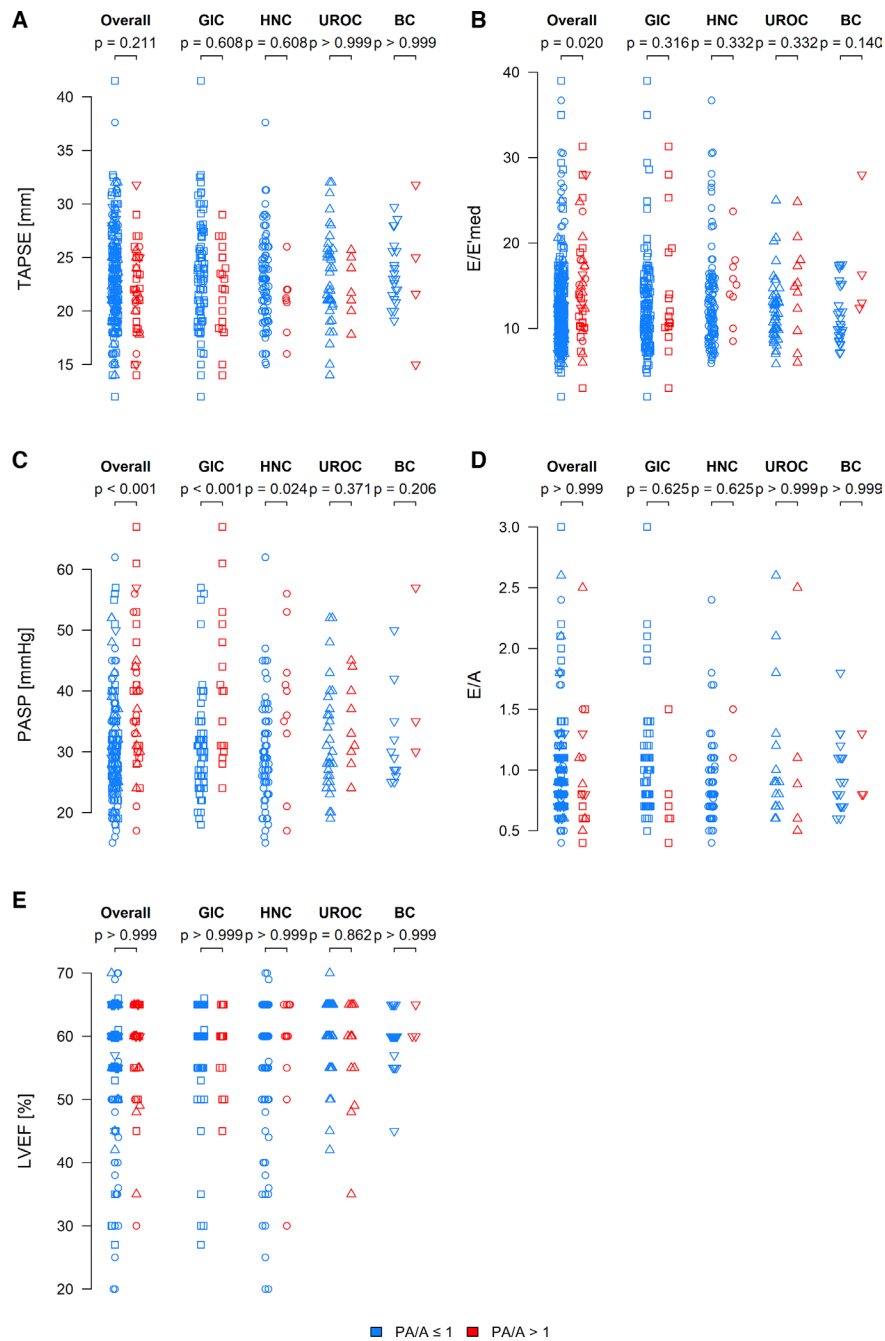 A
Overall GIC HNC UROC BC
p = 0.211 p = 0.608 p = 0.608 p > 0.999 p > 0.999
TAPSE [mm]
40
35
30
25
20
15
B
Overall GIC HNC UROC BC
p = 0.020 p = 0.316 p = 0.332 p = 0.332 p = 0.140
E/E'med
40
30
20
10
C
Overall GIC HNC UROC BC
p < 0.001 p < 0.001 p = 0.024 p = 0.371 p = 0.206
PASP [mmHg]
60
50
40
30
20
D
Overall GIC HNC UROC BC
p > 0.999 p = 0.625 p = 0.625 p > 0.999 p > 0.999
E/A
3.0
2.5
2.0
1.5
1.0
0.5
E
Overall GIC HNC UROC BC
p > 0.999 p > 0.999 p > 0.999 p = 0.862 p > 0.999
LVEF [%]
70
60
50
40
30
20
PA/A ≤ 1 PA/A > 1